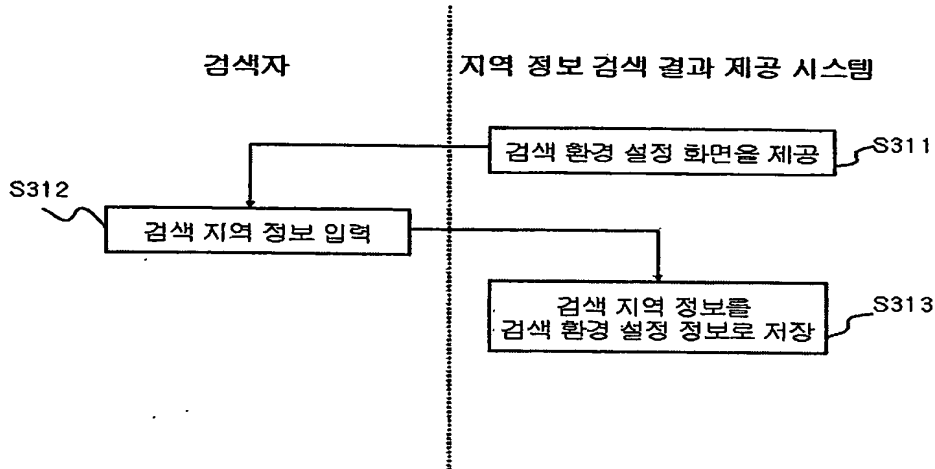 검색자
지역 정보 검색 결과 제공 시스템
검색 환경 설정 화면을 제공
S311
S312
검색 지역 정보 입력
검색 지역 정보를
검색 환경 설정 정보로 저장
S313